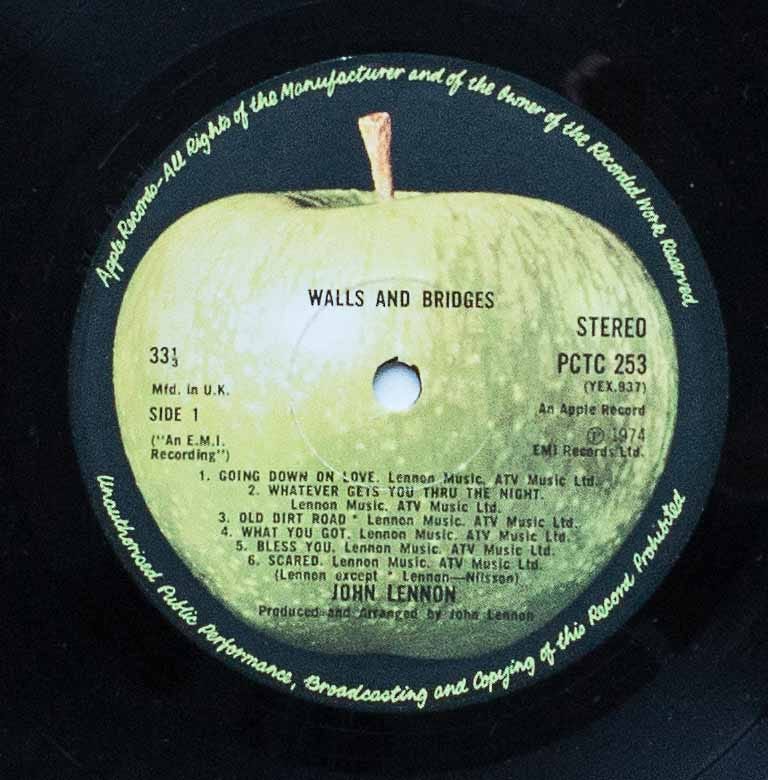 Apple Records-All Rights of the Manufacturer and of the Owner of the Recorded Work Reserved
WALLS AND BRIDGES
STEREO
33⅓
PCTC 253
(YEX.937)
Mfd. in U.K.
An Apple Record
SIDE 1
Ⓟ 1974
("An E.M.I.
Recording")
EMI Records Ltd.
1. GOING DOWN ON LOVE. Lennon Music. ATV Music Ltd.
2. WHATEVER GETS YOU THRU THE NIGHT.
Lennon Music. ATV Music Ltd.
3. OLD DIRT ROAD * Lennon Music. ATV Music Ltd.
4. WHAT YOU GOT. Lennon Music. ATV Music Ltd.
5. BLESS YOU. Lennon Music. ATV Music Ltd.
6. SCARED. Lennon Music. ATV Music Ltd.
(Lennon except * Lennon—Nilsson)
JOHN LENNON
Produced and Arranged by John Lennon
Unauthorised Public Performance, Broadcasting and Copying of this Record Prohibited